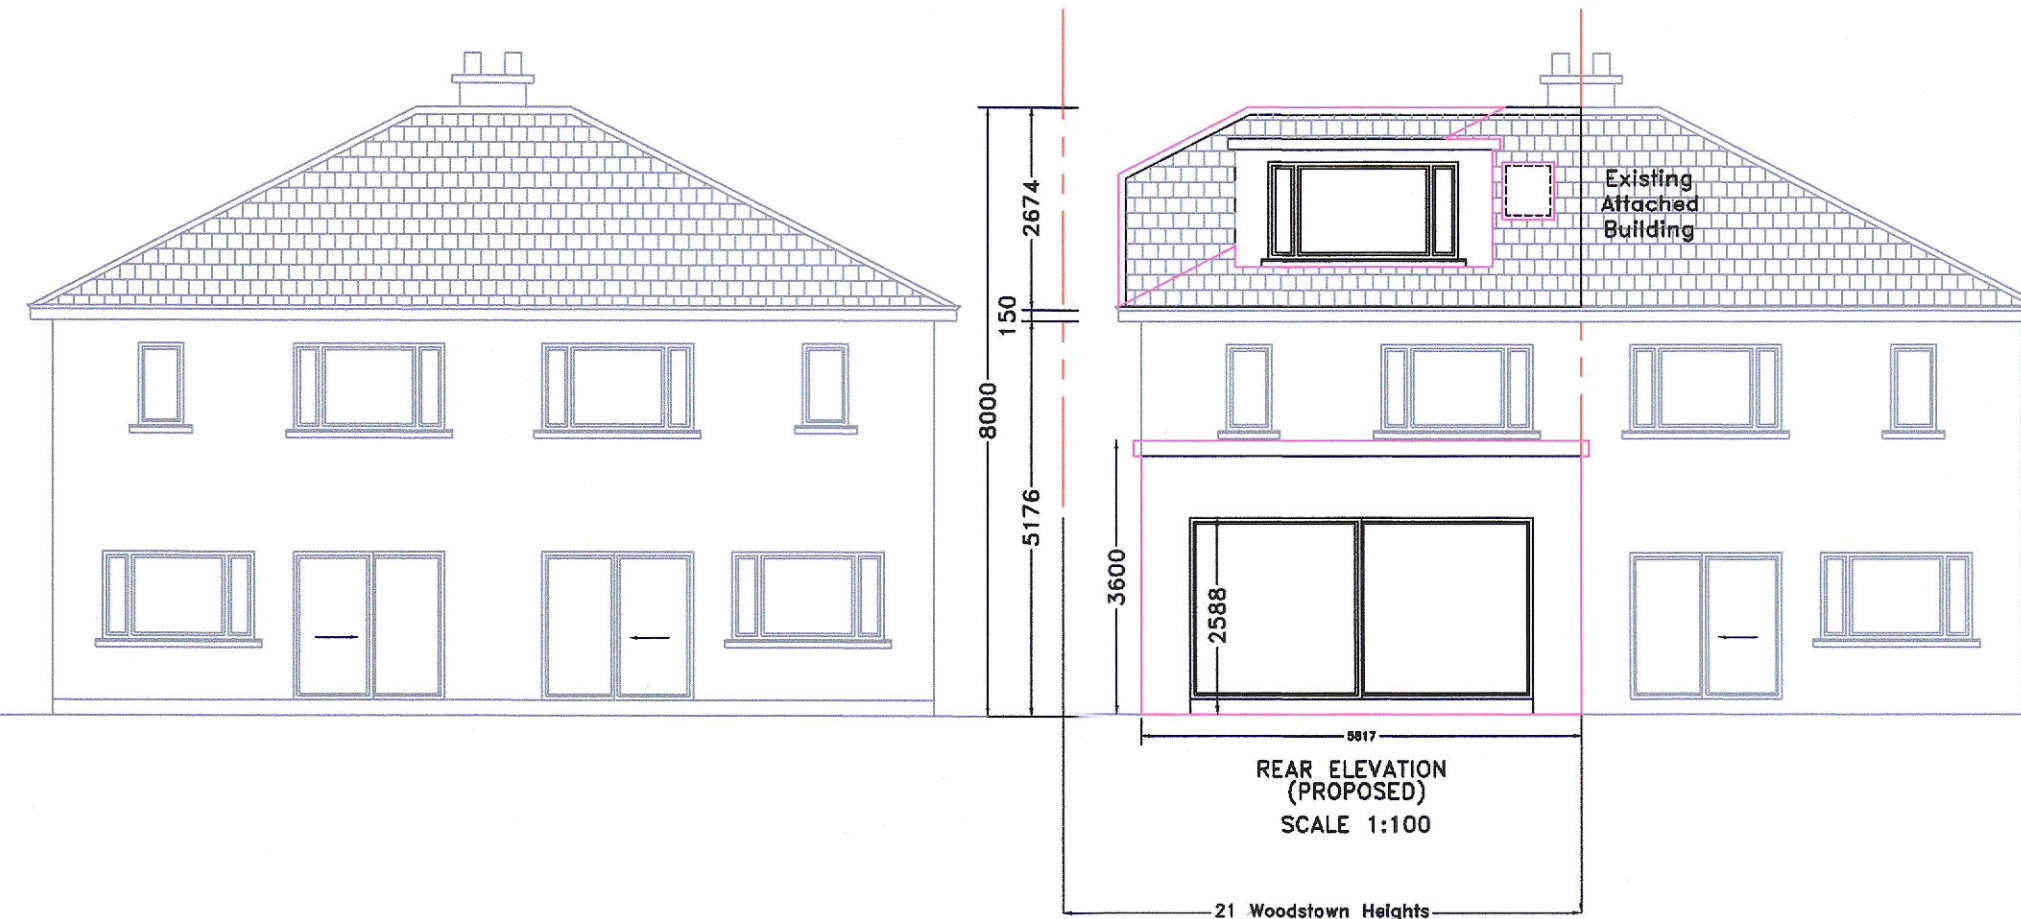 2674
150
8000
5176
3600
2588
Existing
Attached
Building
5817
REAR ELEVATION
(PROPOSED)
SCALE 1:100
21 Woodstown Heights